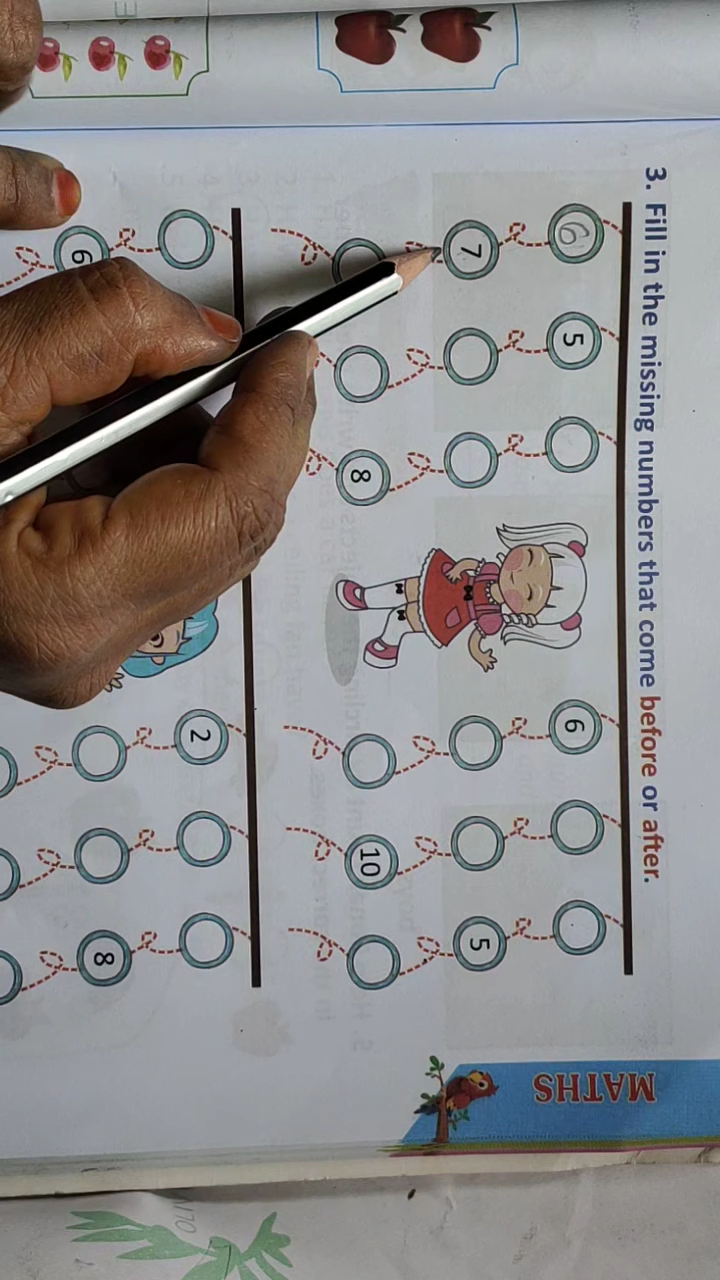 MATHS
3. Fill in the missing numbers that come before or after.
6 5 6
7 5
8 10
2
6 8